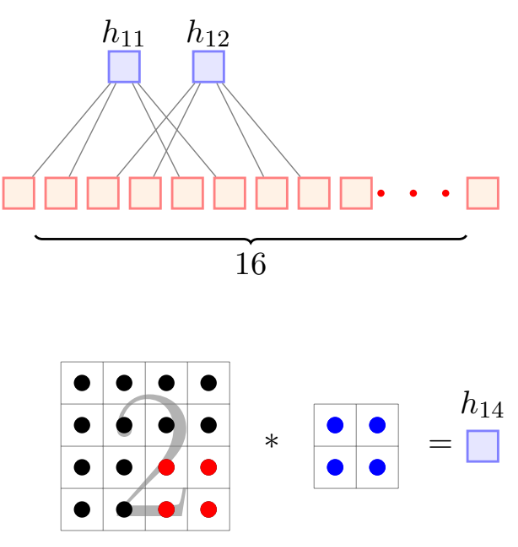 h₁₁ h₁₂
16
2
* = h₁₄